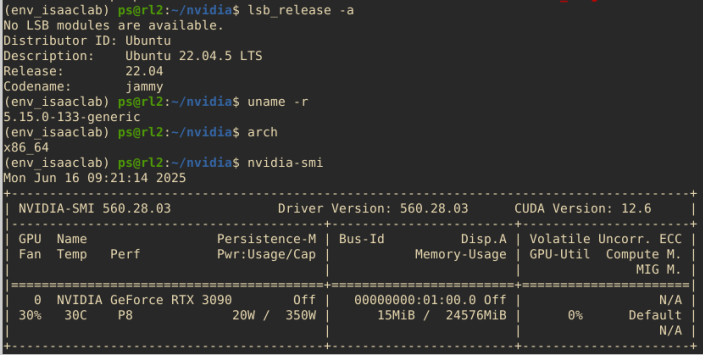 (env_isaaclab) ps@rl2:~/nvidia$ lsb_release -a
No LSB modules are available.
Distributor ID: Ubuntu
Description:    Ubuntu 22.04.5 LTS
Release:        22.04
Codename:       jammy
(env_isaaclab) ps@rl2:~/nvidia$ uname -r
5.15.0-133-generic
(env_isaaclab) ps@rl2:~/nvidia$ arch
x86_64
(env_isaaclab) ps@rl2:~/nvidia$ nvidia-smi
Mon Jun 16 09:21:14 2025
+-----------------------------------------------------------------------------------------+
| NVIDIA-SMI 560.28.03              Driver Version: 560.28.03      CUDA Version: 12.6     |
|-----------------------------------------+------------------------+----------------------+
| GPU  Name                 Persistence-M | Bus-Id          Disp.A | Volatile Uncorr. ECC |
| Fan  Temp   Perf          Pwr:Usage/Cap |           Memory-Usage | GPU-Util  Compute M. |
|                                         |                        |               MIG M. |
|=========================================+========================+======================|
|   0  NVIDIA GeForce RTX 3090        Off |   00000000:01:00.0 Off |                  N/A |
| 30%   30C    P8              20W /  350W |      15MiB /  24576MiB |      0%      Default |
|                                         |                        |                  N/A |
+-----------------------------------------+------------------------+----------------------+